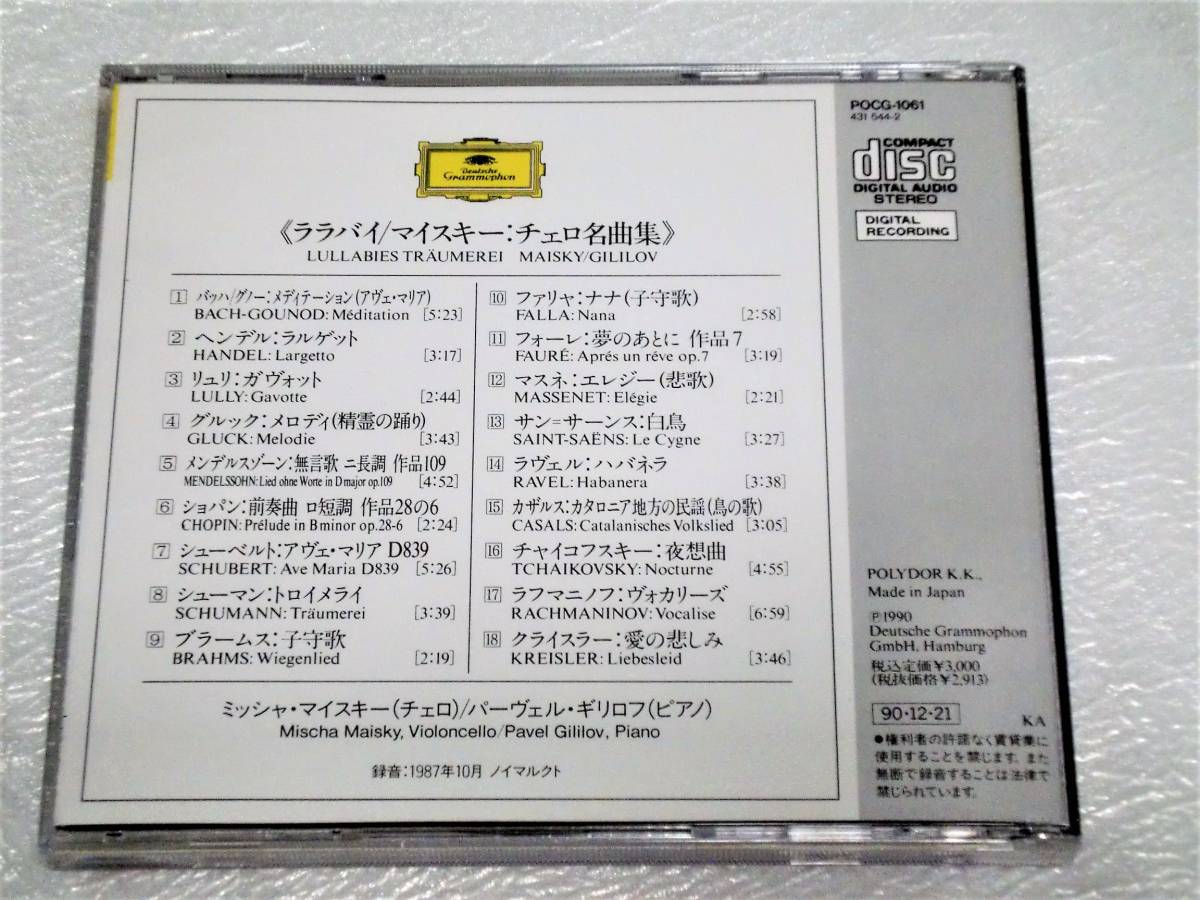 Deutsche
Grammophon
《ララバイ/マイスキー:チェロ名曲集》
LULLABIES TRÄUMEREI MAISKY/GILILOV
1 バッハ/グノー:メディテーション(アヴェ・マリア)
BACH-GOUNOD: Méditation [5:23]
2 ヘンデル:ラルゲット
HANDEL: Largetto [3:17]
3 リュリ:ガヴォット
LULLY: Gavotte [2:44]
4 グルック:メロディ(精霊の踊り)
GLUCK: Melodie [3:43]
5 メンデルスゾーン:無言歌 ニ長調 作品109
MENDELSSOHN: Lied ohne Worte in D major op.109 [4:52]
6 ショパン:前奏曲 ロ短調 作品28の6
CHOPIN: Prélude in B minor op.28-6 [2:24]
7 シューベルト:アヴェ・マリア D839
SCHUBERT: Ave Maria D839 [5:26]
8 シューマン:トロイメライ
SCHUMANN: Träumerei [3:39]
9 ブラームス:子守歌
BRAHMS: Wiegenlied [2:19]
10 ファリャ:ナナ(子守歌)
FALLA: Nana [2:58]
11 フォーレ:夢のあとに 作品7
FAURÉ: Aprés un réve op.7 [3:19]
12 マスネ:エレジー(悲歌)
MASSENET: Elégie [2:21]
13 サン=サーンス:白鳥
SAINT-SAËNS: Le Cygne [3:27]
14 ラヴェル:ハバネラ
RAVEL: Habanera [3:38]
15 カザルス:カタロニア地方の民謡(鳥の歌)
CASALS: Catalanisches Volkslied [3:05]
16 チャイコフスキー:夜想曲
TCHAIKOVSKY: Nocturne [4:55]
17 ラフマニノフ:ヴォカリーズ
RACHMANINOV: Vocalise [6:59]
18 クライスラー:愛の悲しみ
KREISLER: Liebesleid [3:46]
ミッシャ・マイスキー(チェロ)/パーヴェル・ギリロフ(ピアノ)
Mischa Maisky, Violoncello/Pavel Gililov, Piano
録音:1987年10月 ノイマルクト
POCG-1061
431 544-2
COMPACT
disc
DIGITAL AUDIO
STEREO
DIGITAL
RECORDING
POLYDOR K.K.,
Made in Japan
Ⓟ1990
Deutsche Grammophon
GmbH, Hamburg
税込定価¥3,000
(税抜価格¥2,913)
90・12・21
KA
●権利者の許諾なく賃貸業に
使用することを禁じます。また
無断で録音することは法律で
禁じられています。